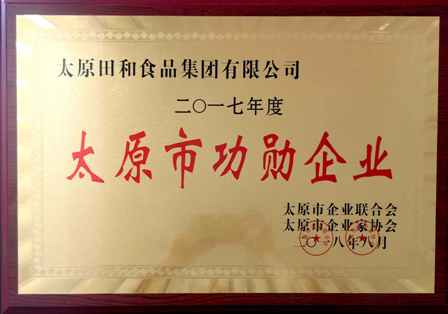 太原田和食品集团有限公司
二〇一七年度
太原市功勋企业
太原市企业联合会
太原市企业家协会
二〇一八年八月